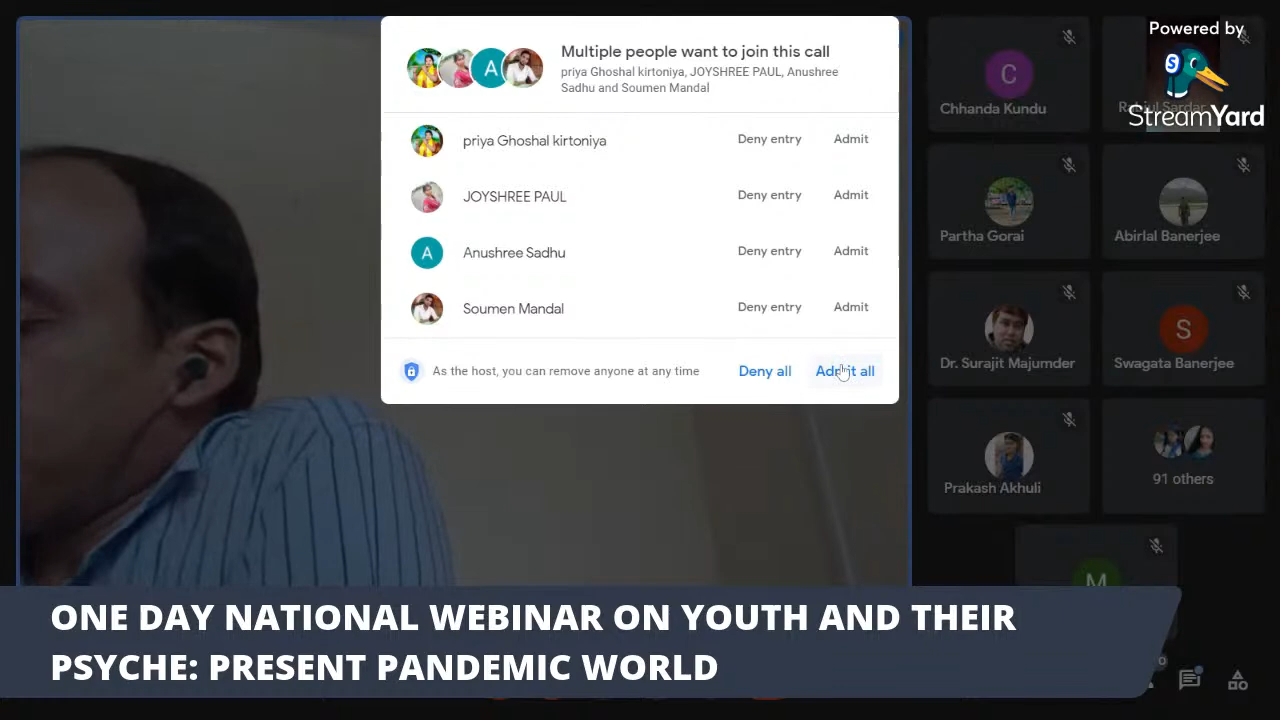 Multiple people want to join this call
priya Ghoshal kirtoniya, JOYSHREE PAUL, Anushree
Sadhu and Soumen Mandal
priya Ghoshal kirtoniya
Deny entry
Admit
JOYSHREE PAUL
Deny entry
Admit
A
Anushree Sadhu
Deny entry
Admit
Soumen Mandal
Deny entry
Admit
As the host, you can remove anyone at any time
Deny all
Admit all
C
Chhanda Kundu
Powered by
S
StreamYard
Partha Gorai
Abirlal Banerjee
Dr. Surajit Majumder
S
Swagata Banerjee
Prakash Akhuli
91 others
M
ONE DAY NATIONAL WEBINAR ON YOUTH AND THEIR
PSYCHE: PRESENT PANDEMIC WORLD